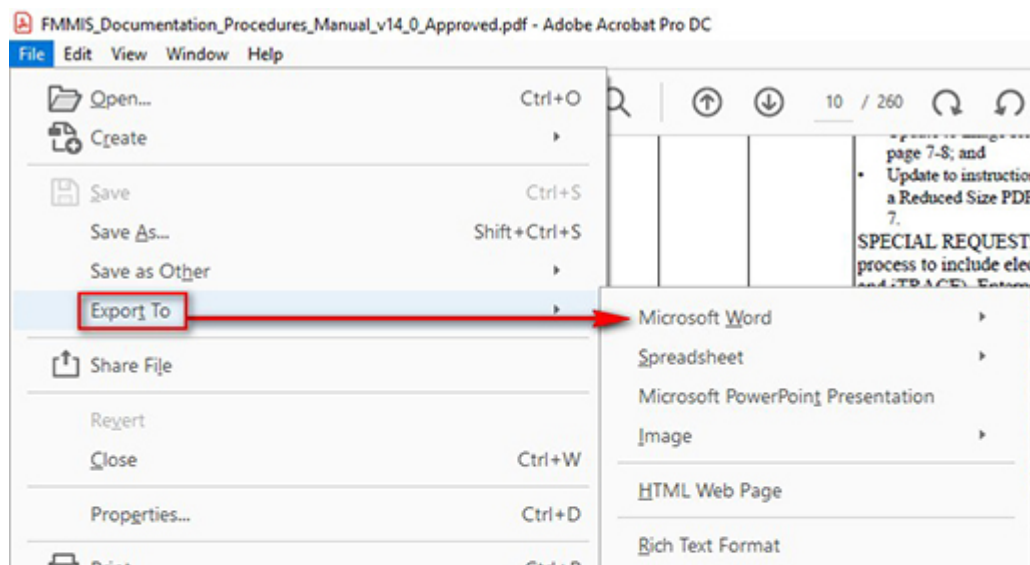 FMMIS_Documentation_Procedures_Manual_v14_0_Approved.pdf - Adobe Acrobat Pro DC
File Edit View Window Help
Open... Ctrl+O
Create
Save Ctrl+S
Save As... Shift+Ctrl+S
Save as Other
Export To
Share File
Revert
Close Ctrl+W
Properties... Ctrl+D
10 / 260
page 7-8; and
• Update to instruction
a Reduced Size PDF
7.
SPECIAL REQUEST
process to include elec
Microsoft Word
Spreadsheet
Microsoft PowerPoint Presentation
Image
HTML Web Page
Rich Text Format